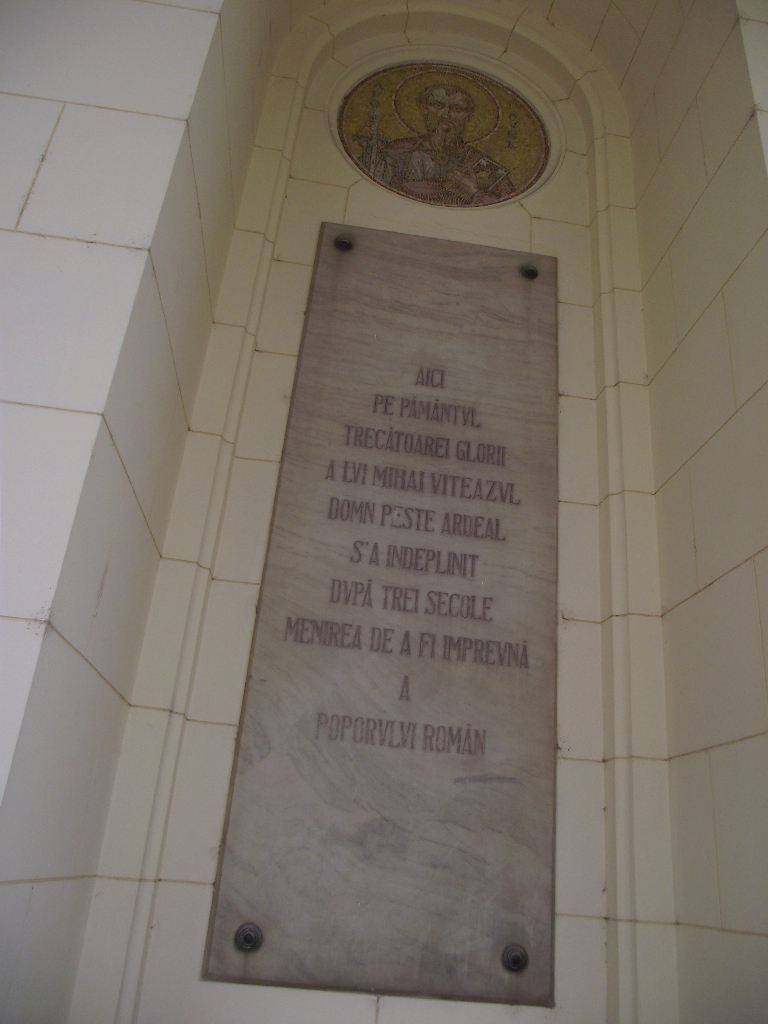 AICI
PE PĂMÂNTVL
TRECĂTOAREI GLORII
A LVI MIHAI VITEAZVL
DOMN PESTE ARDEAL
S'A INDEPLINIT
DVPĂ TREI SECOLE
MENIREA DE A FI IMPREVNĂ
A
POPORVLVI ROMÂN